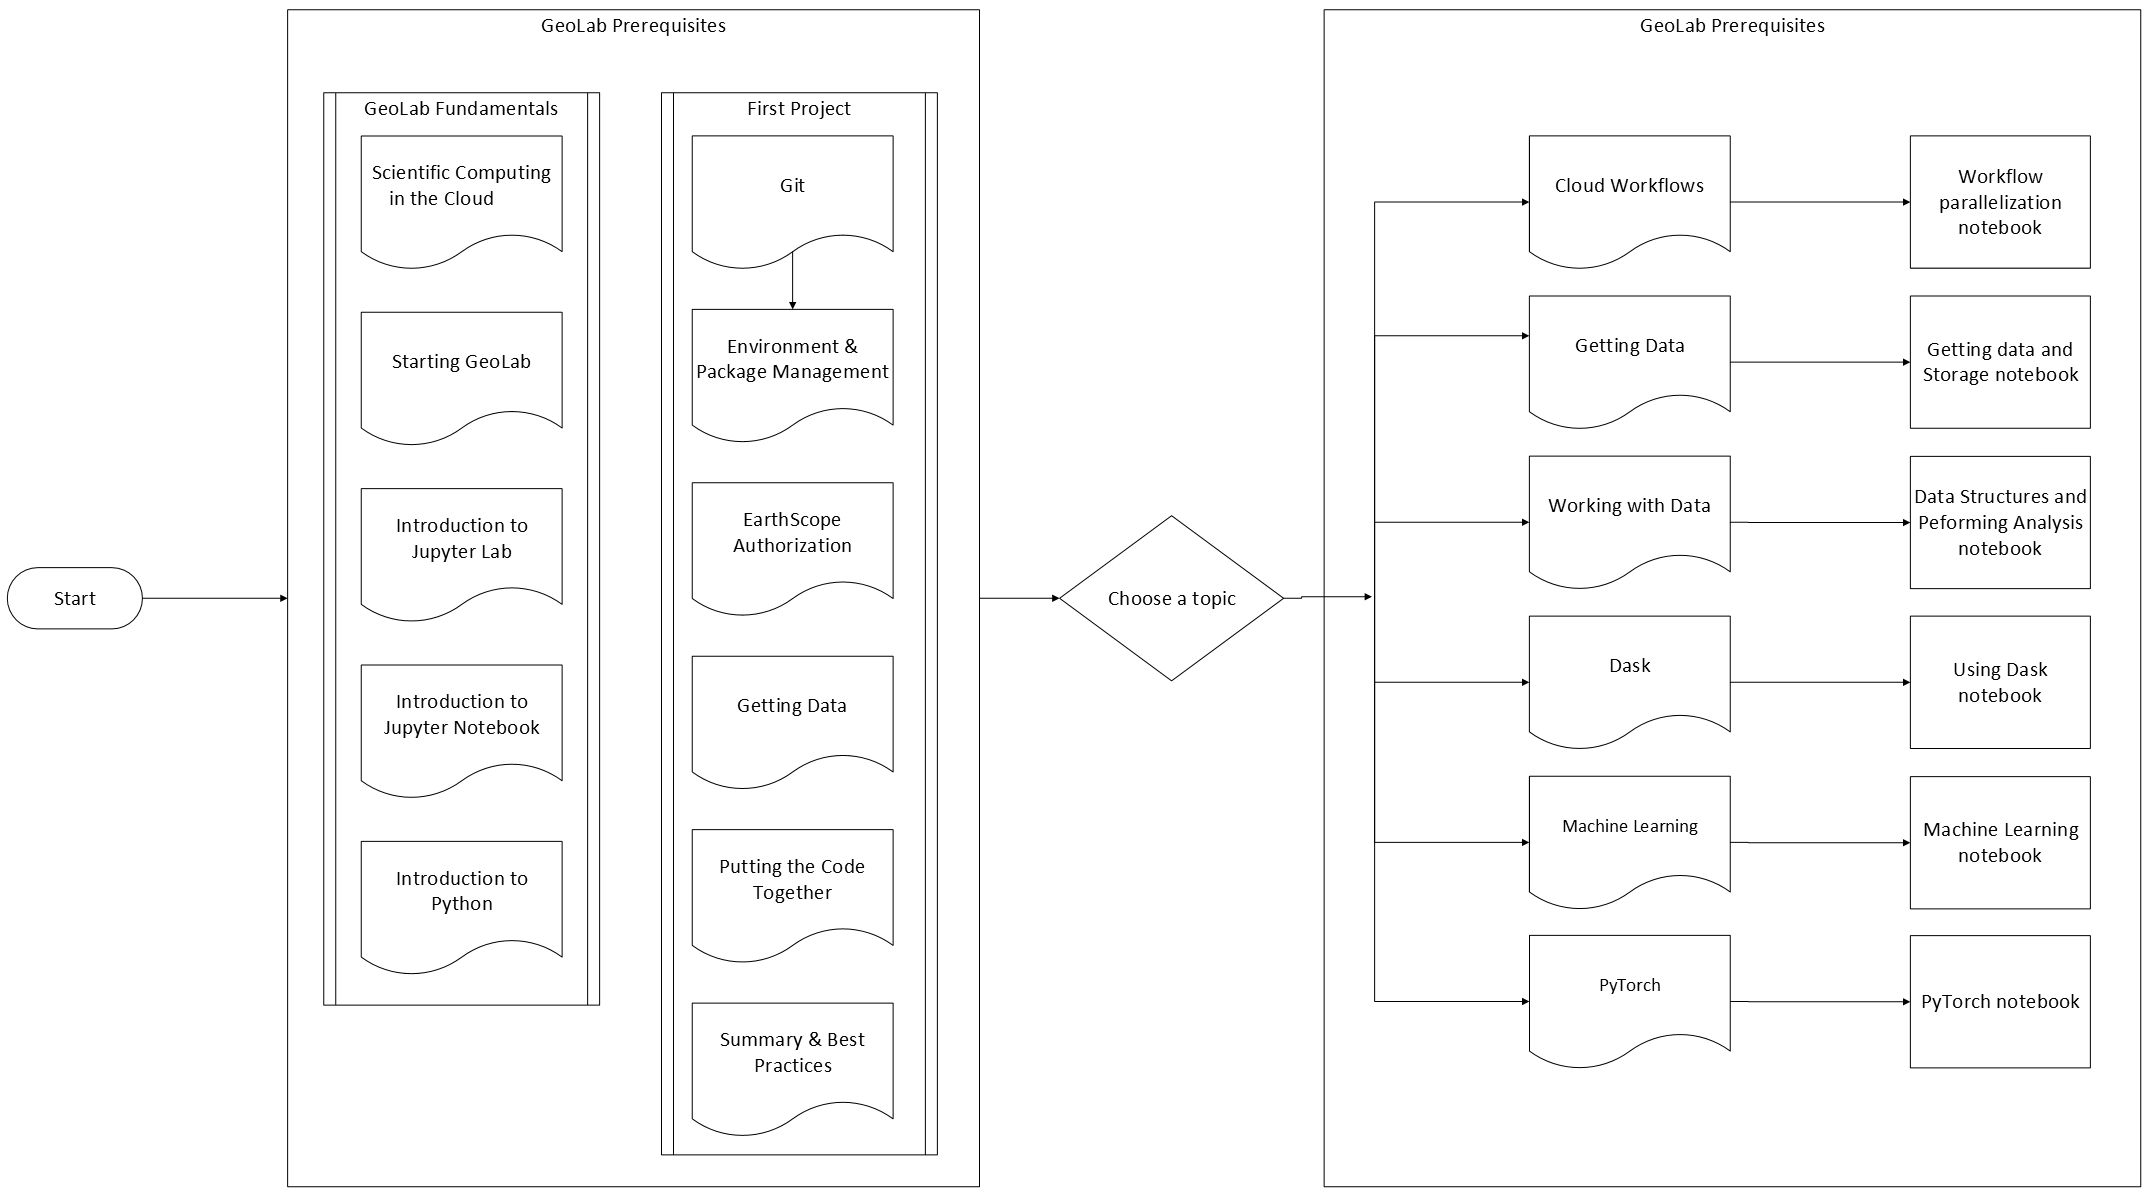 GeoLab Prerequisites
GeoLab Fundamentals
Scientific Computing
in the Cloud
Starting GeoLab
Introduction to
Jupyter Lab
Introduction to
Jupyter Notebook
Introduction to
Python
First Project
Git
Environment &
Package Management
EarthScope
Authorization
Getting Data
Putting the Code
Together
Summary & Best
Practices
Start
Choose a topic
GeoLab Prerequisites
Cloud Workflows
Workflow
parallelization
notebook
Getting Data
Getting data and
Storage notebook
Working with Data
Data Structures and
Peforming Analysis
notebook
Dask
Using Dask
notebook
Machine Learning
Machine Learning
notebook
PyTorch
PyTorch notebook